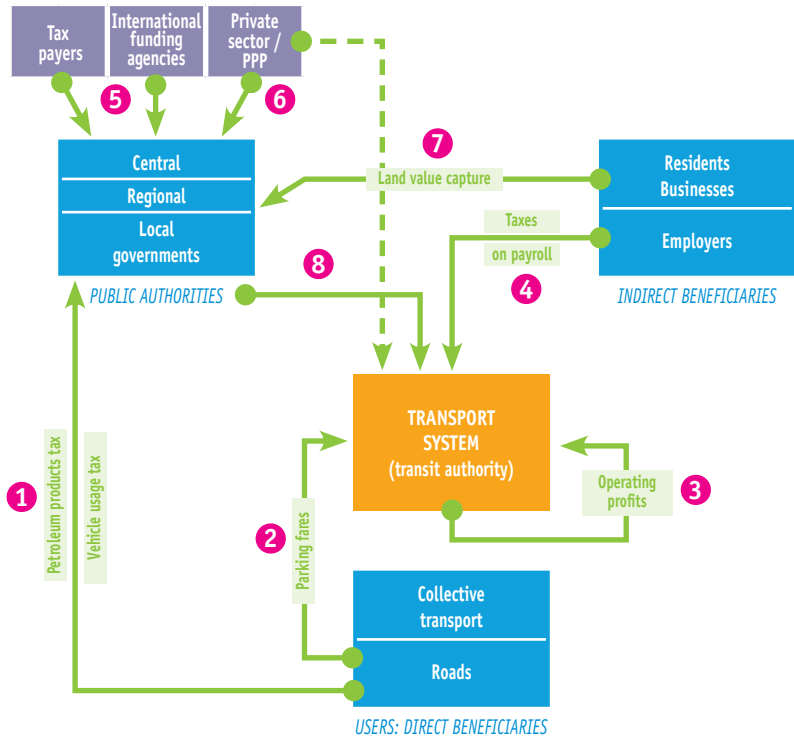 Tax
payers
International
funding
agencies
Private
sector /
PPP
5
6
Central
Regional
Local
governments
PUBLIC AUTHORITIES
7
Land value capture
Residents
Businesses
Employers
INDIRECT BENEFICIARIES
Taxes
on payroll
4
8
TRANSPORT
SYSTEM
(transit authority)
1
Petroleum products tax
Vehicle usage tax
2
Parking fares
Operating
profits
3
Collective
transport
Roads
USERS: DIRECT BENEFICIARIES